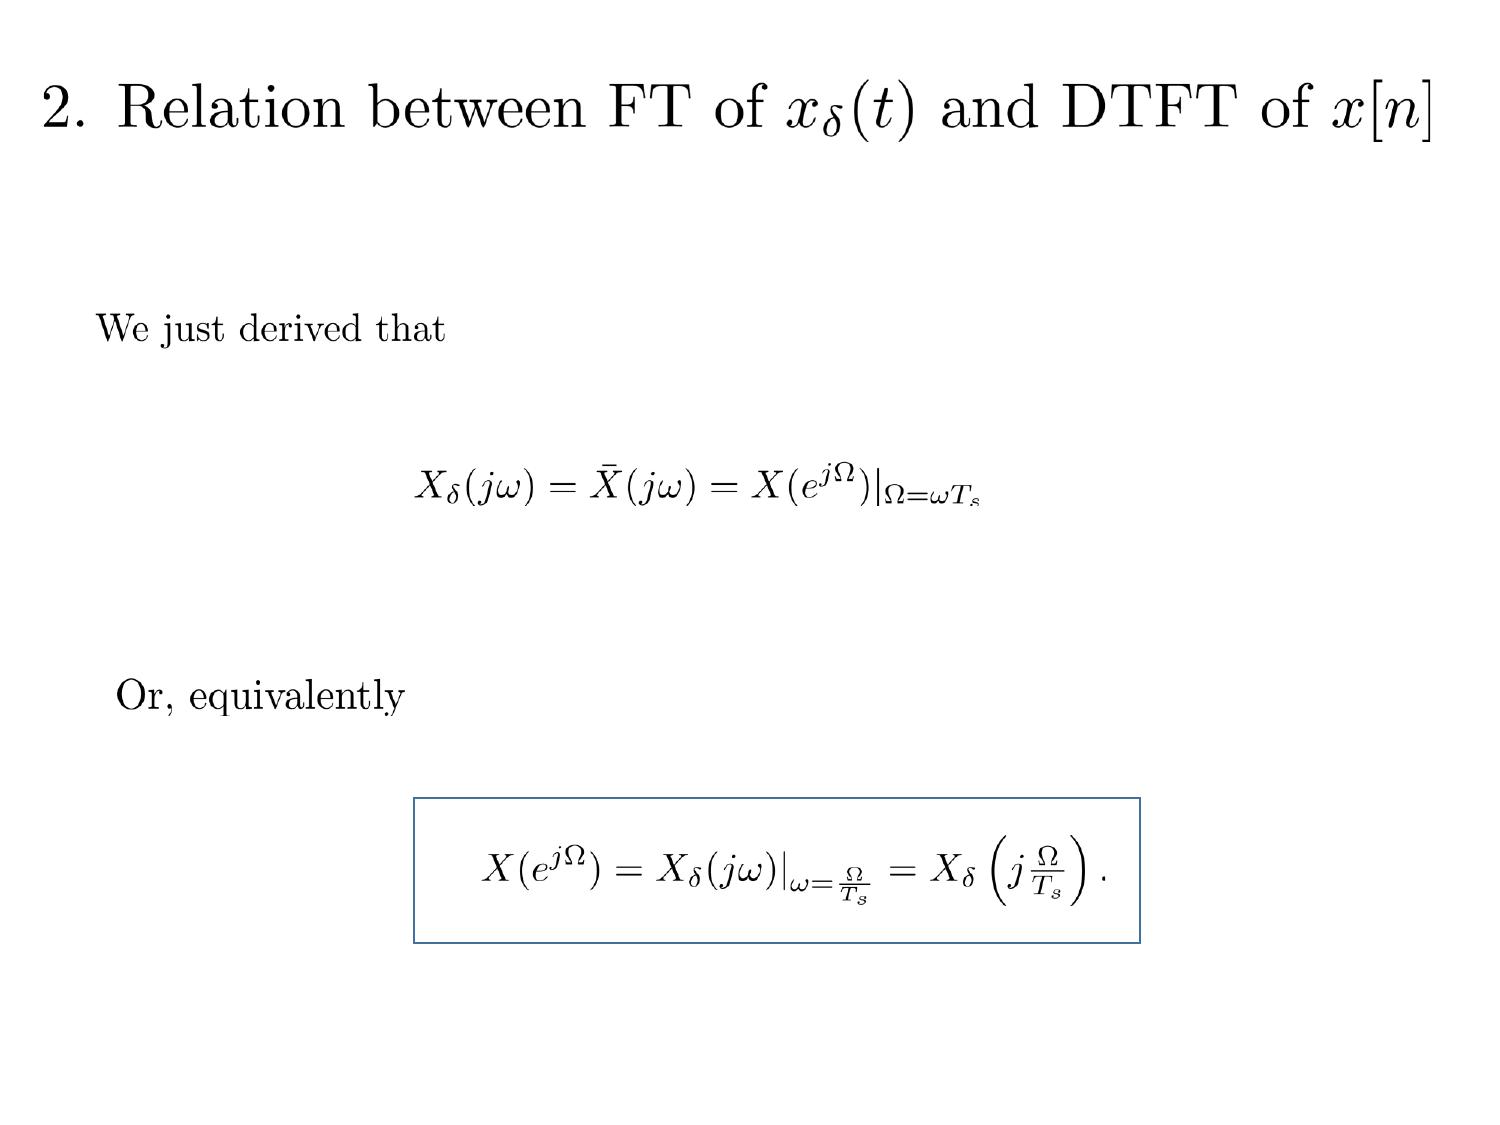 2. Relation between FT of $x_\delta(t)$ and DTFT of $x[n]$
We just derived that
$X_\delta(j\omega) = \bar{X}(j\omega) = X(e^{j\Omega})|_{\Omega=\omega T_s}$
Or, equivalently
$X(e^{j\Omega}) = X_\delta(j\omega)|_{\omega=\frac{\Omega}{T_s}} = X_\delta\left(j\frac{\Omega}{T_s}\right).$